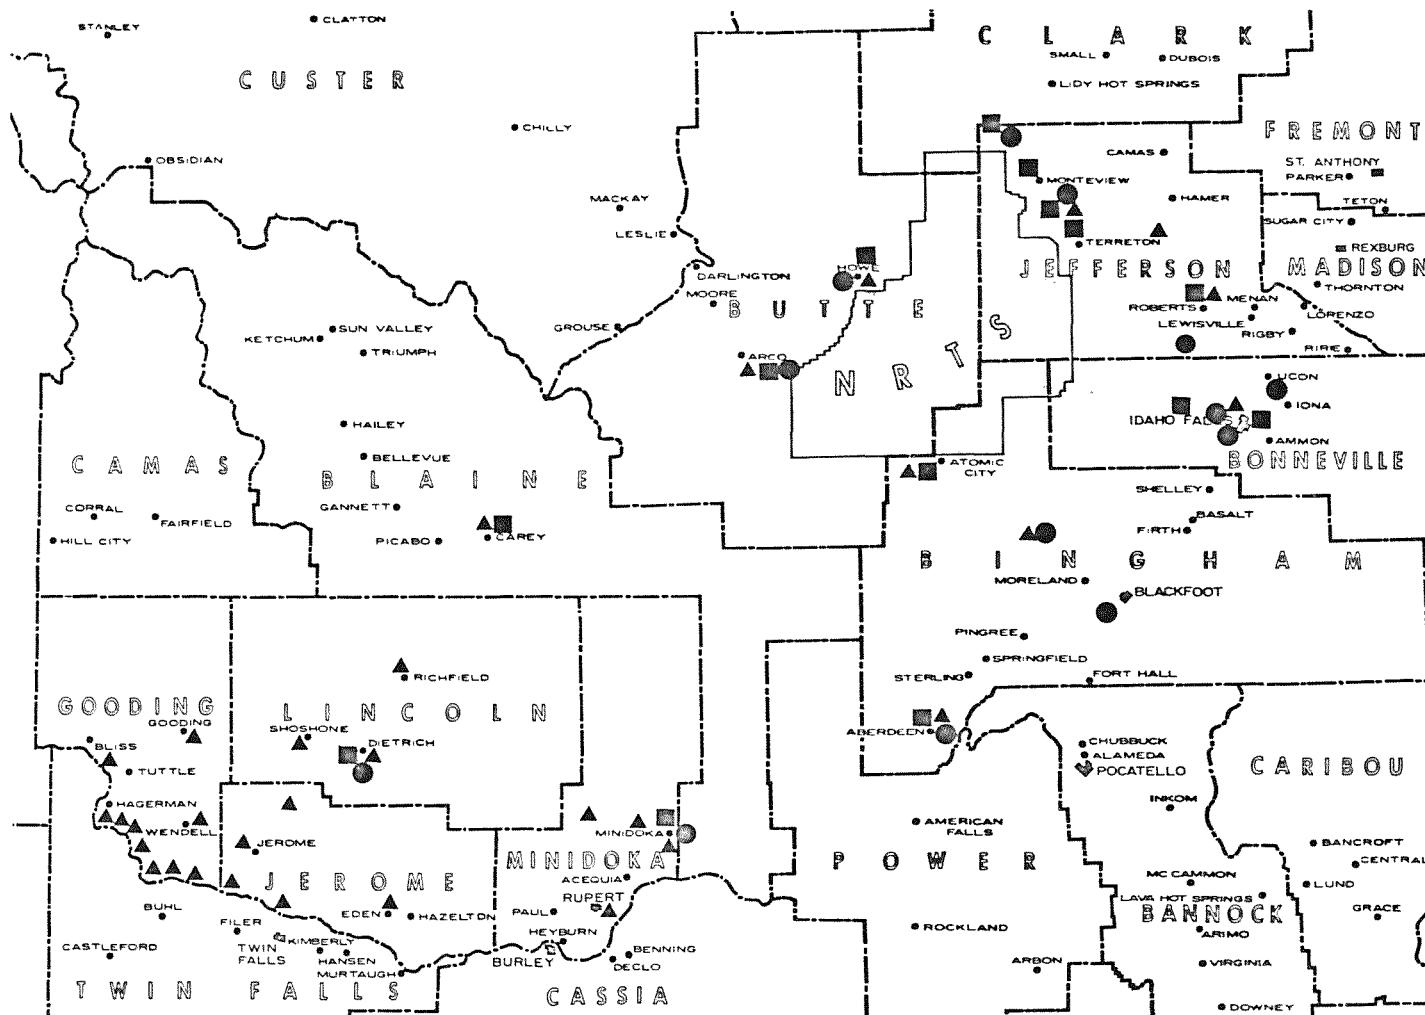 CLATTON
STANLEY
CLARK
SMALL
DUBOIS
CUSTER
LIDY HOT SPRINGS
CHILLY
FREMONT
CAMAS
OBSIDIAN
ST. ANTHONY
PARKER
MONTEVIEW
MACKAY
HAMER
TETON
SUGAR CITY
LESLIE
TERRETON
REXBURG
HOWE
JEFFERSON
MADISON
DARLINGTON
THORNTON
MOORE
BUTTE
ROBERTS
MENAN
LORENZO
LEWISVILLE
GROUSE
SUN VALLEY
KETCHUM
RIGBY
RIRIE
TRIUMPH
ARCO
NRTS
UCON
IONA
IDAHO FALLS
HAILEY
AMMON
BELLEVUE
ATOMIC
CITY
BONNEVILLE
CAMAS
BLAINE
SHELLEY
GANNETT
CORRAL
FAIRFIELD
BASALT
FIRTH
HILL CITY
PICABO
CAREY
BINGHAM
MORELAND
BLACKFOOT
PINGREE
SPRINGFIELD
STERLING
FORT HALL
RICHFIELD
GOODING
LINCOLN
GOODING
SHOSHONE
ABERDEEN
BLISS
DIETRICH
CHUBBUCK
ALAMEDA
TUTTLE
POCATELLO
CARIBOU
HAGERMAN
INKOM
AMERICAN
FALLS
WENDELL
MINIDOKA
JEROME
BANCROFT
MINIDOKA
POWER
CENTRAL
ACEQUIA
JEROME
MC CAMMON
LUND
RUPERT
LAVA HOT SPRINGS
BUHL
EDEN
HAZELTON
PAUL
BANNOCK
GRACE
FILER
HEYBURN
ROCKLAND
ARIMO
TWIN
FALLS
KIMBERLY
CASTLEFORD
HANSEN
BURLEY
BENNING
DECLO
ARBON
VIRGINIA
MURTAUGH
TWIN FALLS
CASSIA
DOWNEY